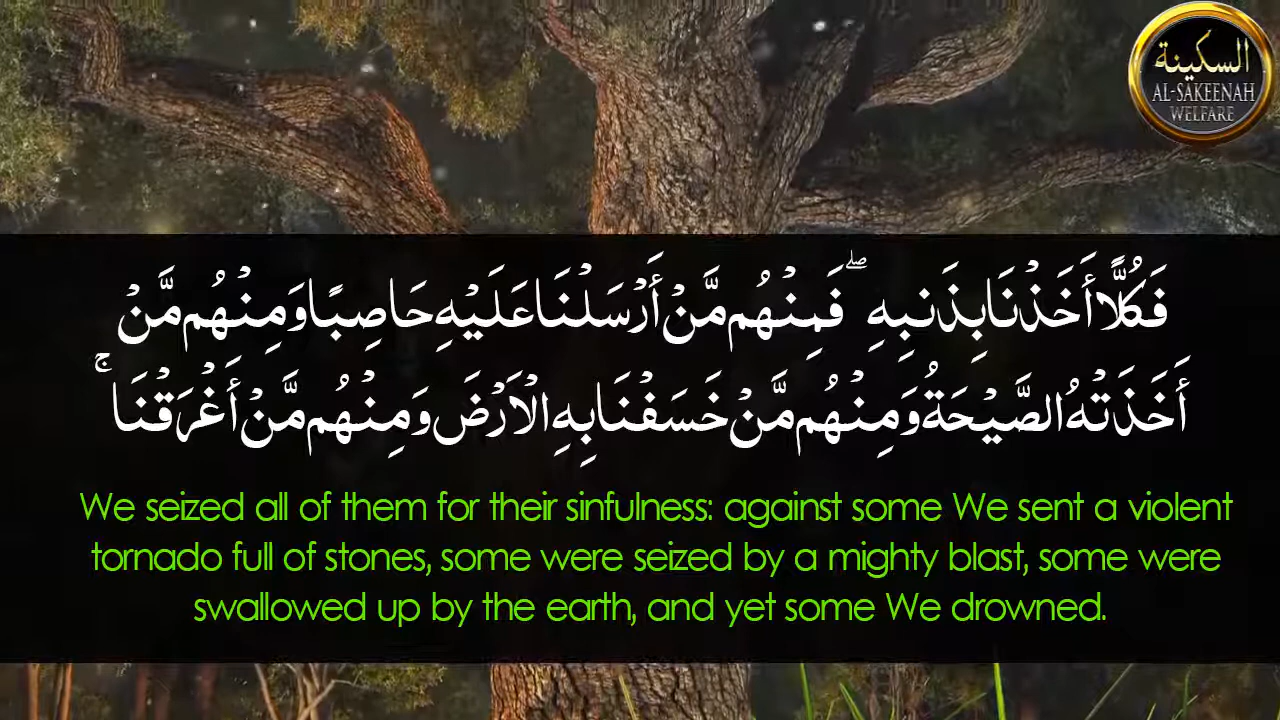 السكينة
AL-SAKEENAH
WELFARE
فَكُلًّا أَخَذْنَا بِذَنبِهِ ۖ فَمِنْهُم مَّنْ أَرْسَلْنَا عَلَيْهِ حَاصِبًا وَمِنْهُم مَّنْ
أَخَذَتْهُ الصَّيْحَةُ وَمِنْهُم مَّنْ خَسَفْنَا بِهِ الْأَرْضَ وَمِنْهُم مَّنْ أَغْرَقْنَا ۚ
We seized all of them for their sinfulness: against some We sent a violent
tornado full of stones, some were seized by a mighty blast, some were
swallowed up by the earth, and yet some We drowned.